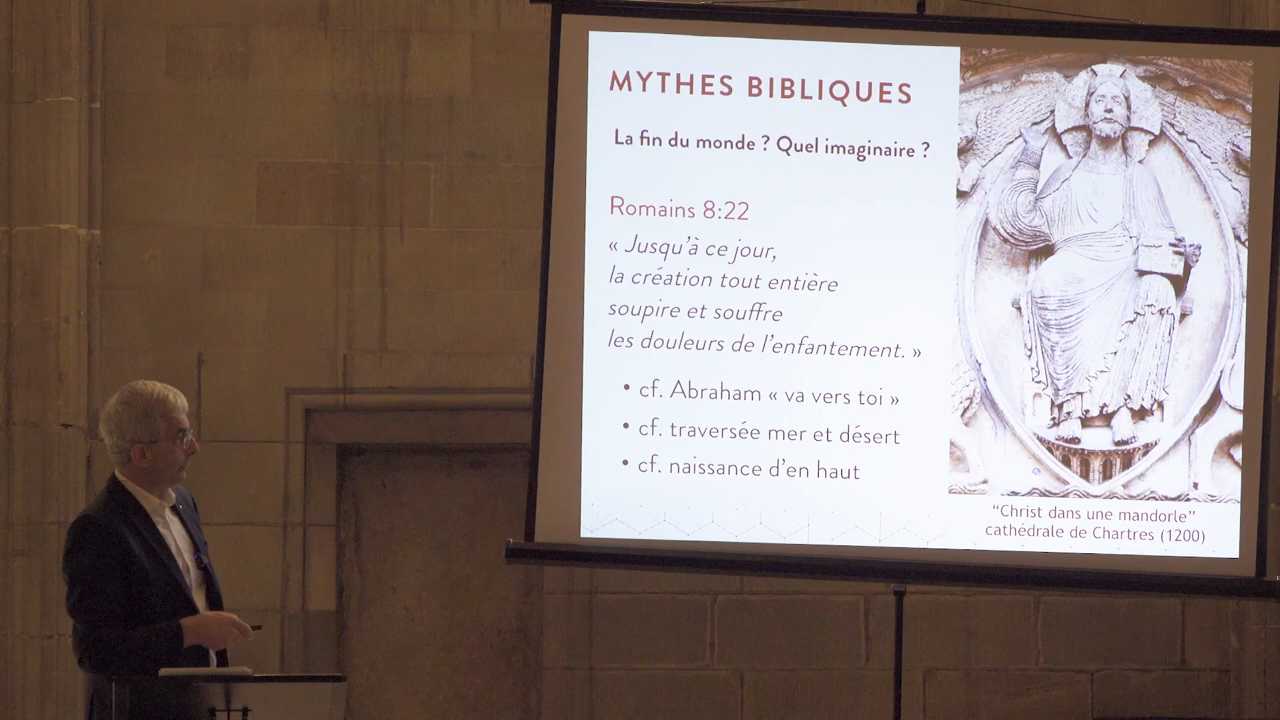 MYTHES BIBLIQUES
La fin du monde ? Quel imaginaire ?
Romains 8:22
« Jusqu'à ce jour,
la création tout entière
soupire et souffre
les douleurs de l'enfantement. »
• cf. Abraham « va vers toi »
• cf. traversée mer et désert
• cf. naissance d'en haut
“Christ dans une mandorle”
cathédrale de Chartres (1200)